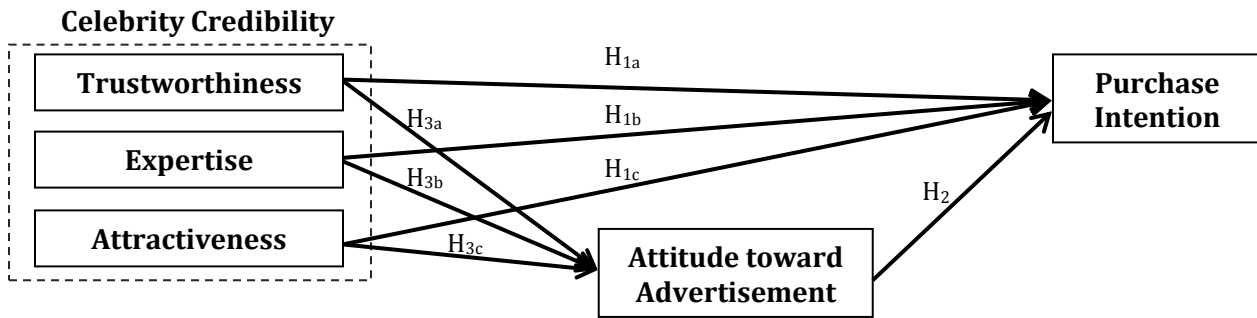 Celebrity Credibility
Trustworthiness
Expertise
Attractiveness
H1a
H3a
H1b
H3b
H1c
H3c
H2
Purchase
Intention
Attitude toward
Advertisement